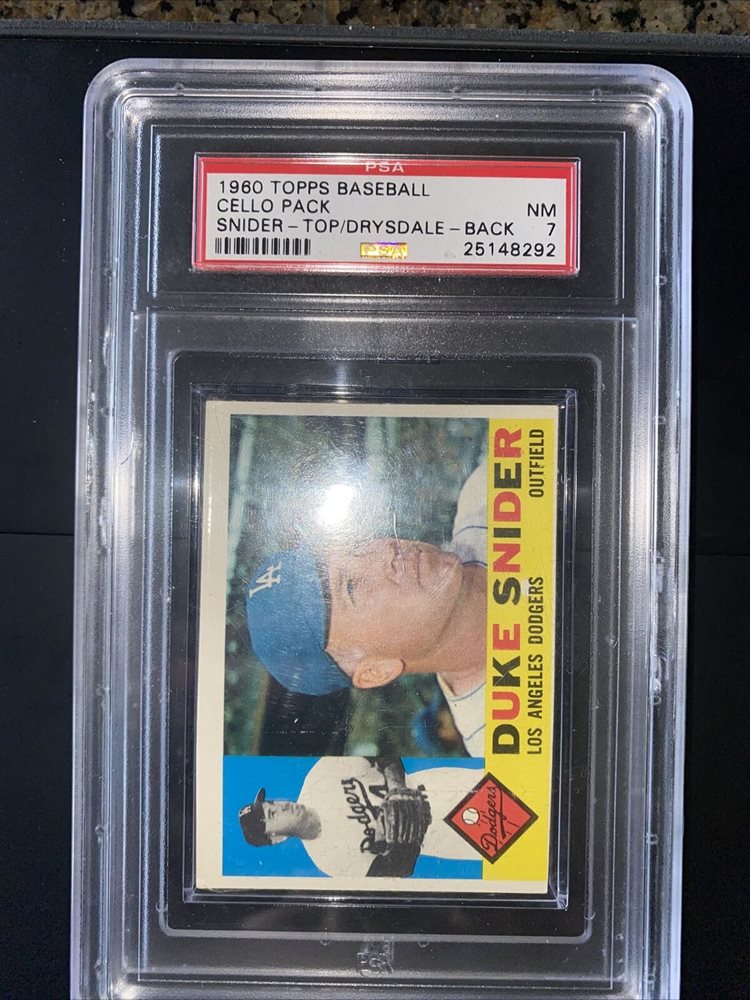 PSA
1960 TOPPS BASEBALL
CELLO PACK NM
SNIDER - TOP/DRYSDALE - BACK 7
PSA 25148292
LA
DUKE SNIDER
LOS ANGELES DODGERS OUTFIELD
Dodgers
Dodgers